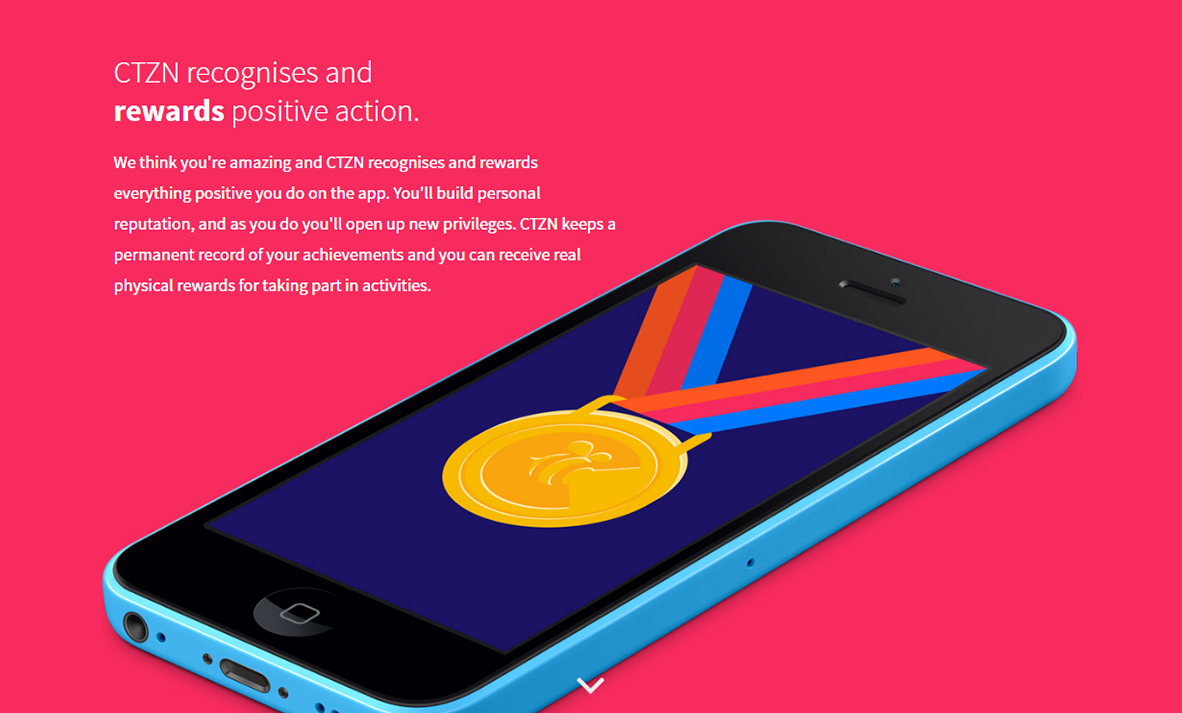 CTZN recognises and
rewards positive action.
We think you're amazing and CTZN recognises and rewards
everything positive you do on the app. You'll build personal
reputation, and as you do you'll open up new privileges. CTZN keeps a
permanent record of your achievements and you can receive real
physical rewards for taking part in activities.